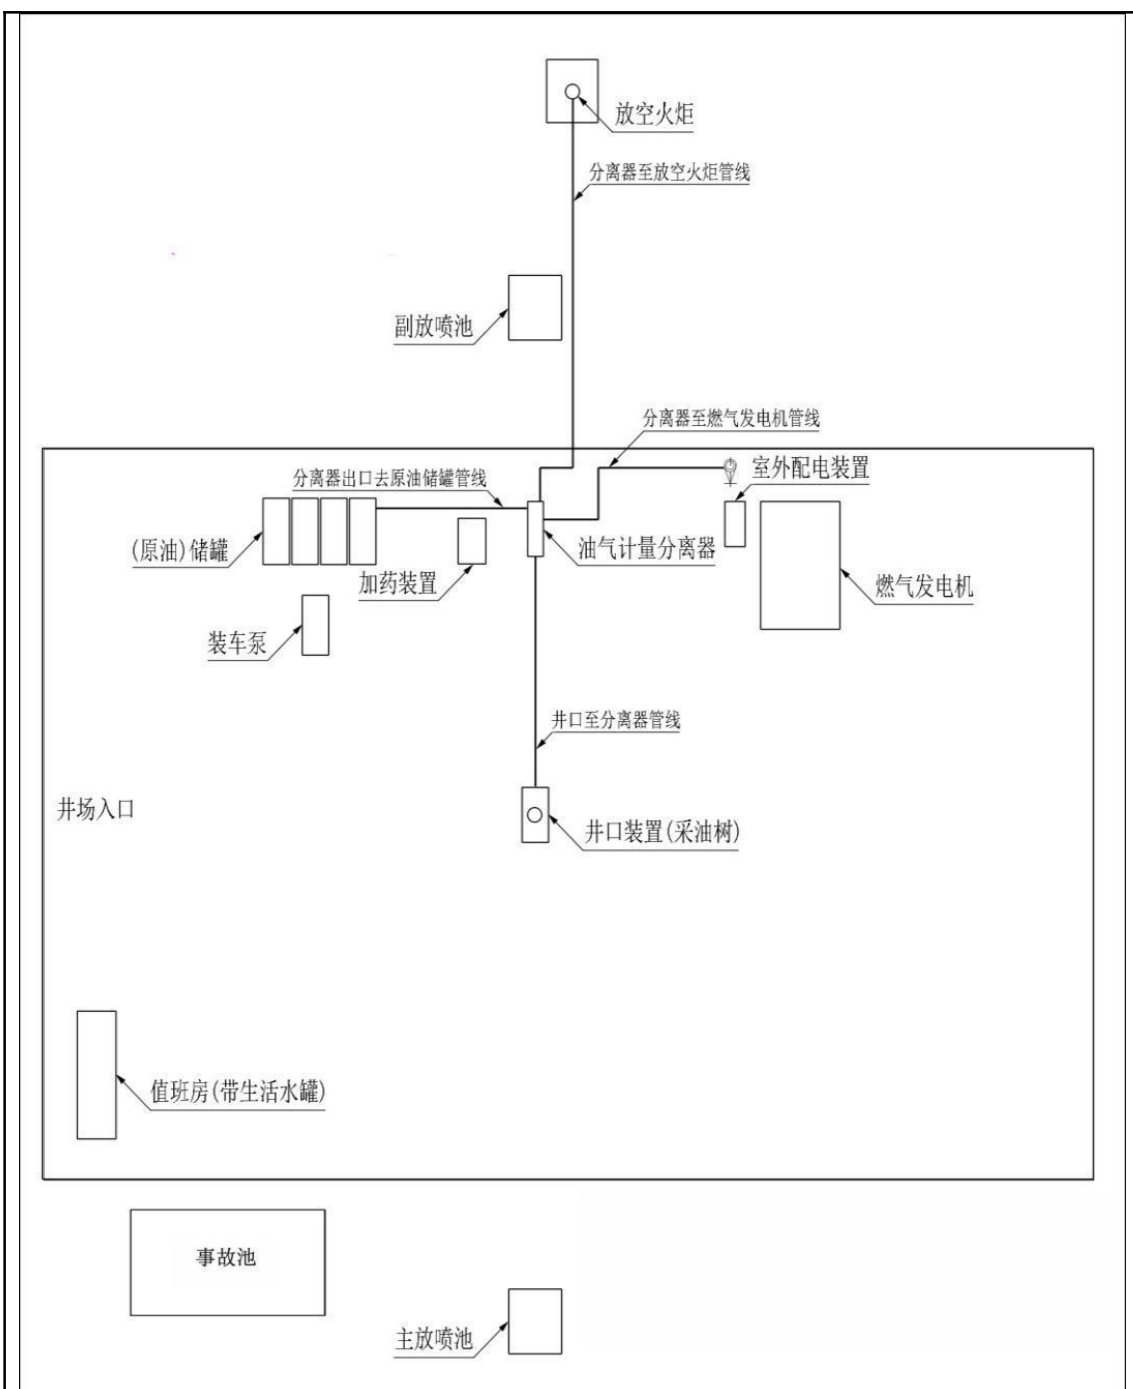 放空火炬
分离器至放空火炬管线
副放喷池
分离器至燃气发电机管线
室外配电装置
分离器出口去原油储罐管线
(原油)储罐
油气计量分离器
加药装置
燃气发电机
装车泵
井口至分离器管线
井场入口
井口装置(采油树)
值班房(带生活水罐)
事故池
主放喷池